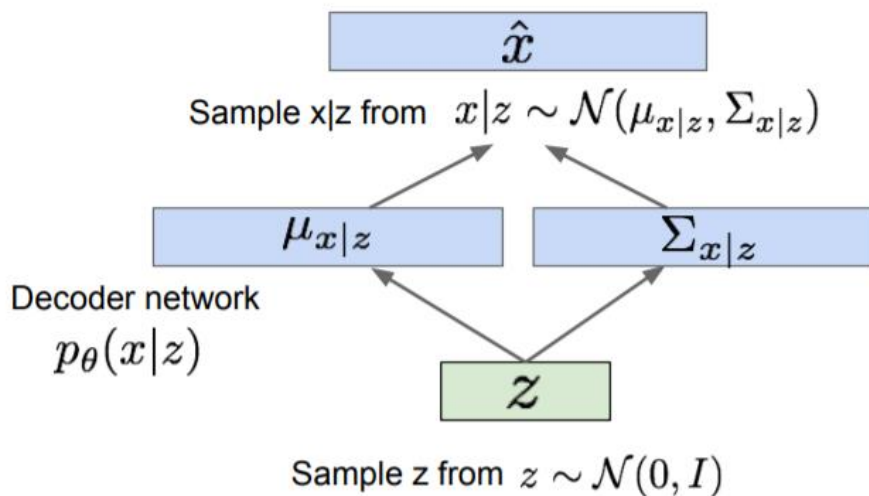 x̂
Sample x|z from x|z ∼ 𝒩(μ_{x|z}, Σ_{x|z})
μ_{x|z} Σ_{x|z}
Decoder network
p_θ(x|z)
z
Sample z from z ∼ 𝒩(0, I)